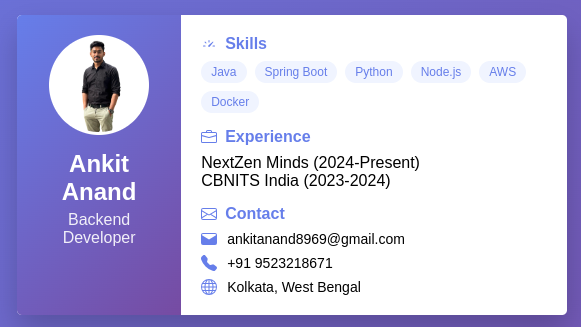 Ankit
Anand
Backend
Developer
Skills
Java Spring Boot Python Node.js AWS
Docker
Experience
NextZen Minds (2024-Present)
CBNITS India (2023-2024)
Contact
ankitanand8969@gmail.com
+91 9523218671
Kolkata, West Bengal